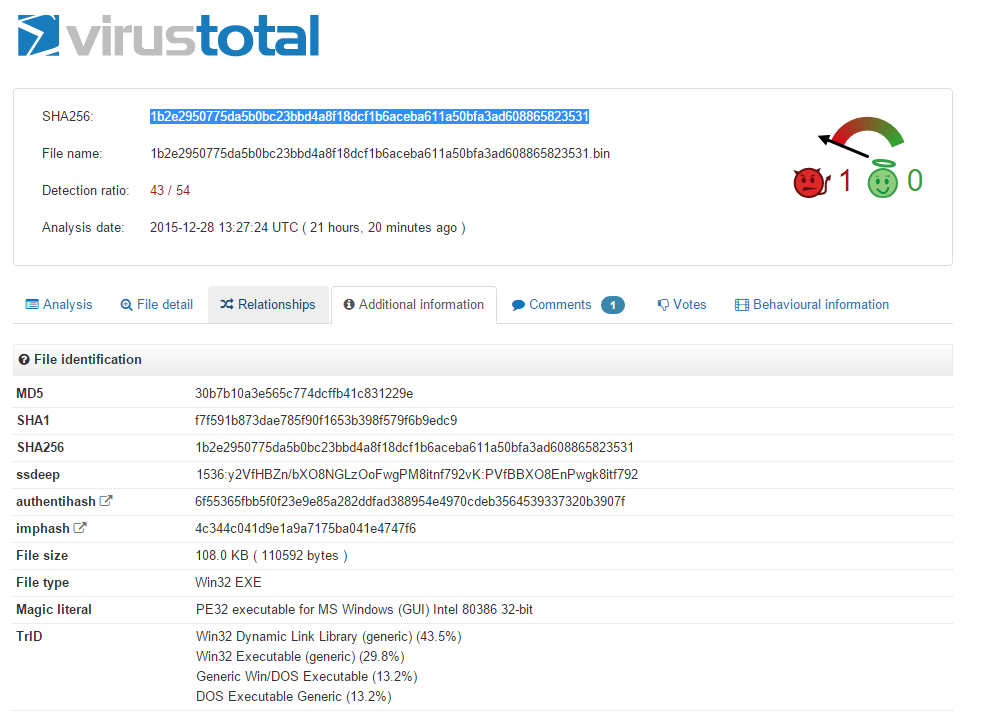 virustotal
SHA256: 1b2e2950775da5b0bc23bbd4a8f18dcf1b6aceba611a50bfa3ad608865823531
File name: 1b2e2950775da5b0bc23bbd4a8f18dcf1b6aceba611a50bfa3ad608865823531.bin
Detection ratio: 43 / 54
1 0
Analysis date: 2015-12-28 13:27:24 UTC ( 21 hours, 20 minutes ago )
Analysis File detail Relationships Additional information Comments 1 Votes Behavioural information
File identification
MD5 30b7b10a3e565c774dcffb41c831229e
SHA1 f7f591b873dae785f90f1653b398f579f6b9edc9
SHA256 1b2e2950775da5b0bc23bbd4a8f18dcf1b6aceba611a50bfa3ad608865823531
ssdeep 1536:y2VfHBZn/bXO8NGLzOoFwgPM8itnf792vK:PVfBBXO8EnPwgk8itf792
authentihash 6f55365fbb5f0f23e9e85a282ddfad388954e4970cdeb3564539337320b3907f
imphash 4c344c041d9e1a9a7175ba041e4747f6
File size 108.0 KB ( 110592 bytes )
File type Win32 EXE
Magic literal PE32 executable for MS Windows (GUI) Intel 80386 32-bit
TrID Win32 Dynamic Link Library (generic) (43.5%)
Win32 Executable (generic) (29.8%)
Generic Win/DOS Executable (13.2%)
DOS Executable Generic (13.2%)